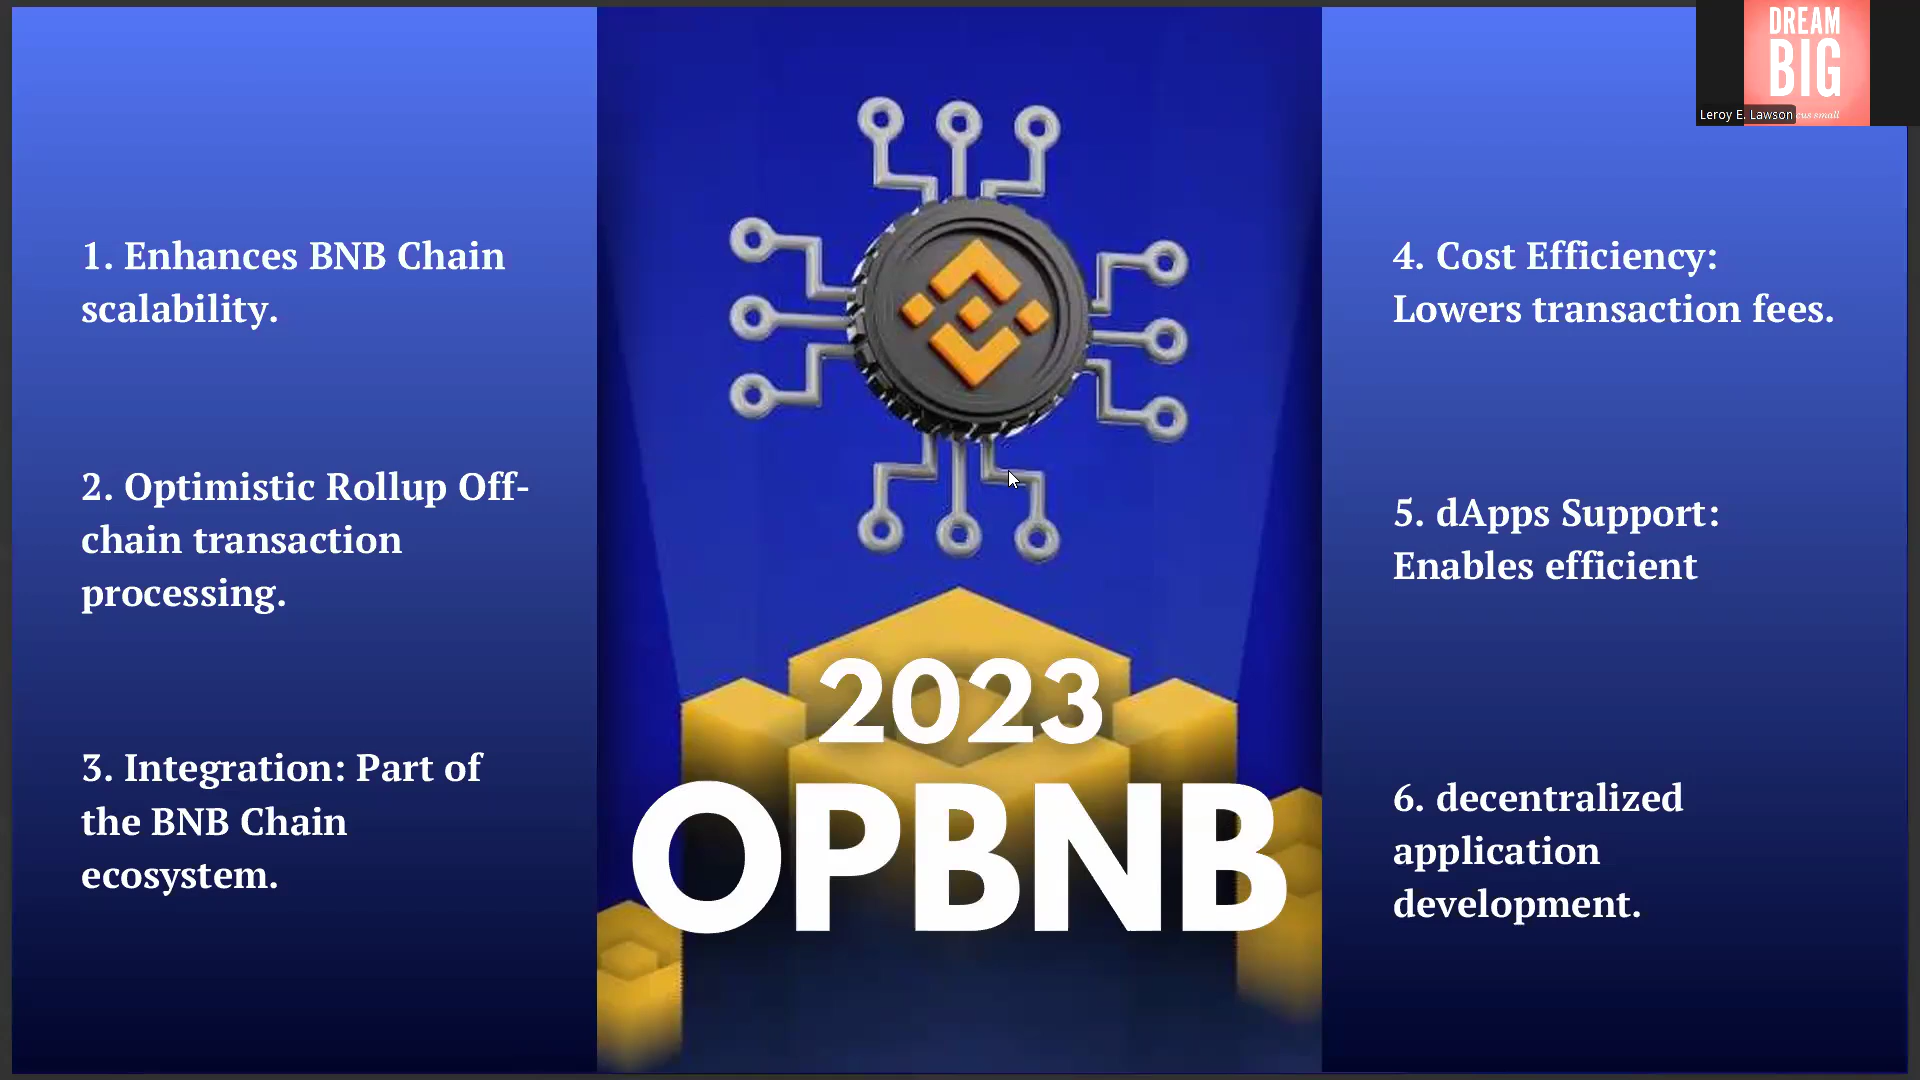 1. Enhances BNB Chain
scalability.
2. Optimistic Rollup Off-
chain transaction
processing.
3. Integration: Part of
the BNB Chain
ecosystem.
2023
OPBNB
4. Cost Efficiency:
Lowers transaction fees.
5. dApps Support:
Enables efficient
6. decentralized
application
development.
DREAM
BIG
Leroy E. Lawson
cus small